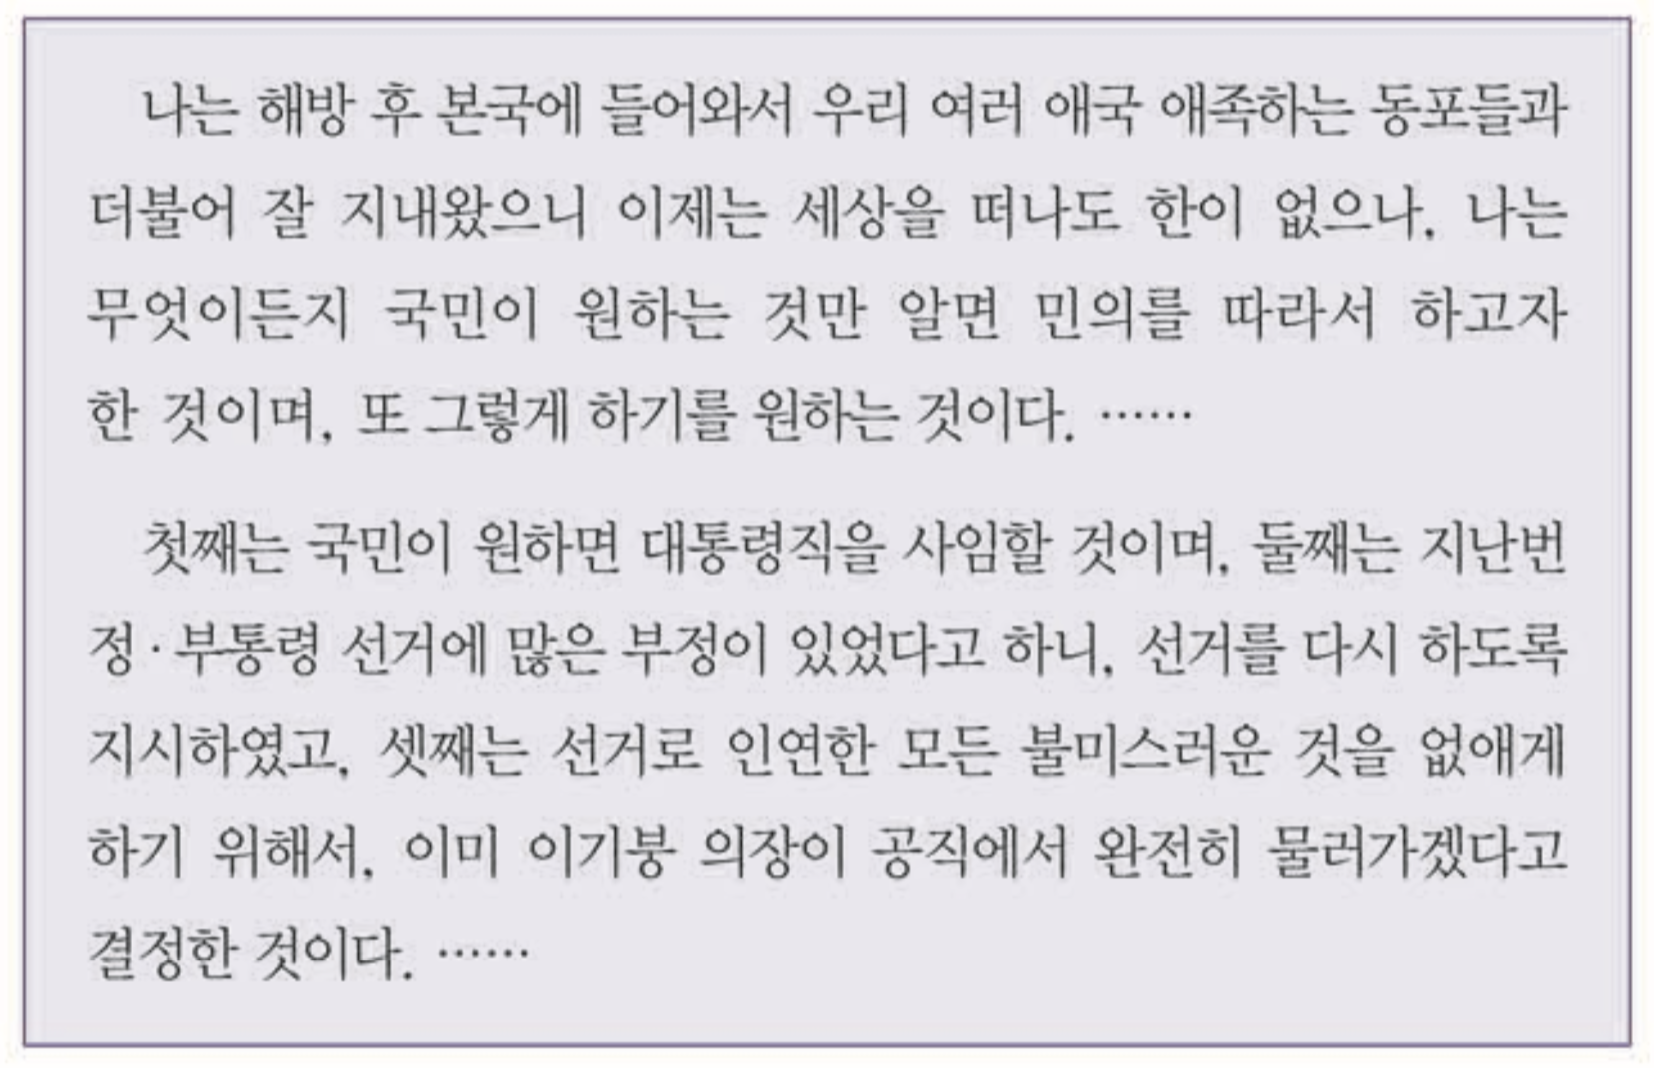 나는 해방 후 본국에 들어와서 우리 여러 애국 애족하는 동포들과
더불어 잘 지내왔으니 이제는 세상을 떠나도 한이 없으나, 나는
무엇이든지 국민이 원하는 것만 알면 민의를 따라서 하고자
한 것이며, 또 그렇게 하기를 원하는 것이다. ……
첫째는 국민이 원하면 대통령직을 사임할 것이며, 둘째는 지난번
정·부통령 선거에 많은 부정이 있었다고 하니, 선거를 다시 하도록
지시하였고, 셋째는 선거로 인연한 모든 불미스러운 것을 없애게
하기 위해서, 이미 이기붕 의장이 공직에서 완전히 물러가겠다고
결정한 것이다. ……